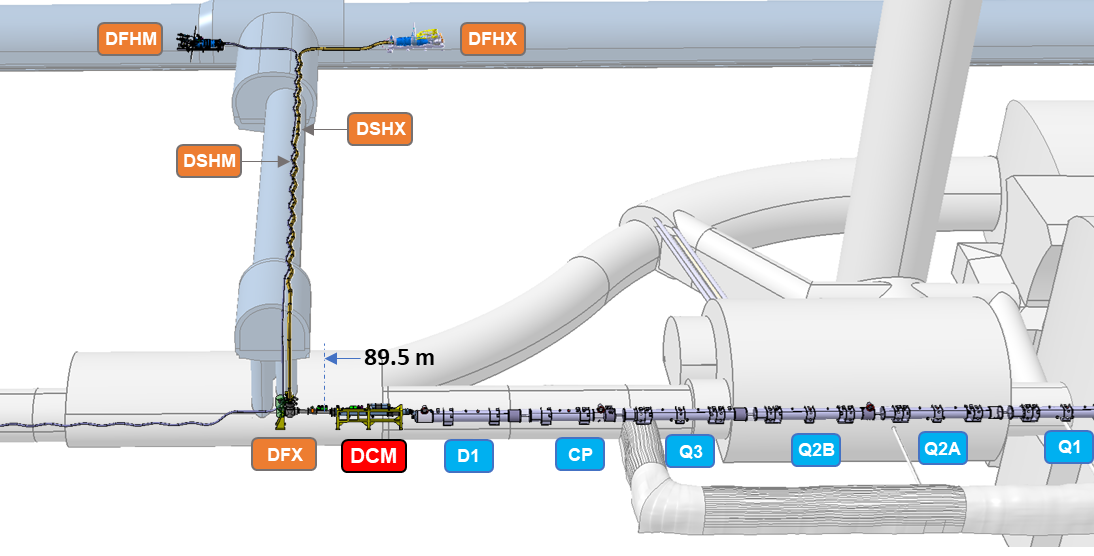 DFHM
DFHX
DSHX
DSHM
89.5 m
DFX
DCM
D1
CP
Q3
Q2B
Q2A
Q1